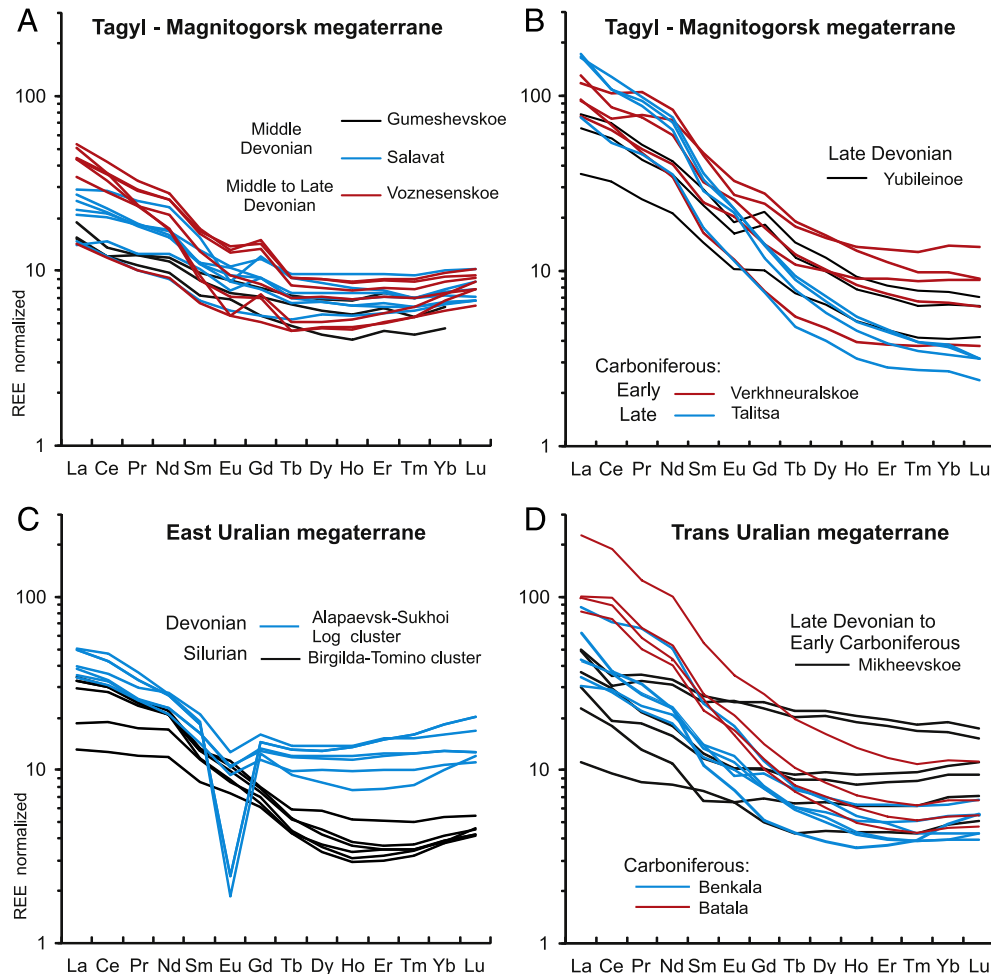 A
Tagyl - Magnitogorsk megaterrane
REE normalized
100
10
1
Middle
Devonian
Gumeshevskoe
Salavat
Middle to Late
Devonian
Voznesenskoe
La Ce Pr Nd Sm Eu Gd Tb Dy Ho Er Tm Yb Lu
B
Tagyl - Magnitogorsk megaterrane
100
10
1
Late Devonian
Yubileinoe
Carboniferous:
Early
Verkhneuralskoe
Late
Talitsa
La Ce Pr Nd Sm Eu Gd Tb Dy Ho Er Tm Yb Lu
C
East Uralian megaterrane
REE normalized
100
10
1
Devonian
Alapaevsk-Sukhoi
Log cluster
Silurian
Birgilda-Tomino cluster
La Ce Pr Nd Sm Eu Gd Tb Dy Ho Er Tm Yb Lu
D
Trans Uralian megaterrane
100
10
1
Late Devonian to
Early Carboniferous
Mikheevskoe
Carboniferous:
Benkala
Batala
La Ce Pr Nd Sm Eu Gd Tb Dy Ho Er Tm Yb Lu